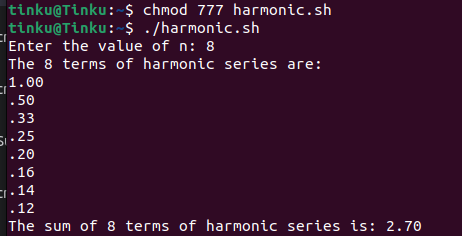 tinku@Tinku:~$ chmod 777 harmonic.sh
tinku@Tinku:~$ ./harmonic.sh
Enter the value of n: 8
The 8 terms of harmonic series are:
1.00
.50
.33
.25
.20
.16
.14
.12
The sum of 8 terms of harmonic series is: 2.70